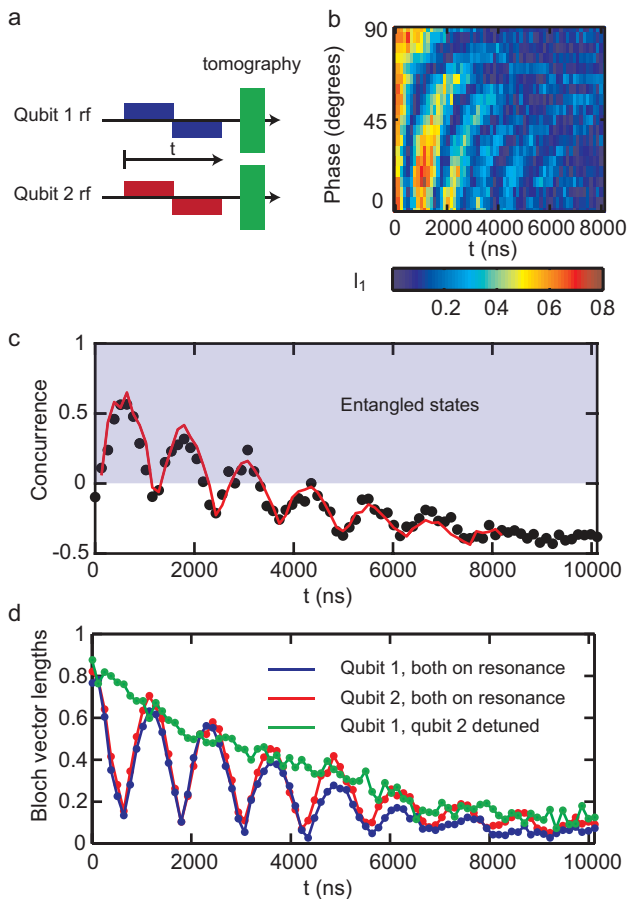 a
tomography
Qubit 1 rf
t
Qubit 2 rf
b
Phase (degrees)
90
45
0
0 2000 4000 6000 8000
t (ns)
I₁
0.2 0.4 0.6 0.8
c
Concurrence
1
0.5
0
-0.5
Entangled states
0 2000 4000 6000 8000 10000
t (ns)
d
Bloch vector lengths
1
0.8
0.6
0.4
0.2
0
Qubit 1, both on resonance
Qubit 2, both on resonance
Qubit 1, qubit 2 detuned
0 2000 4000 6000 8000 10000
t (ns)